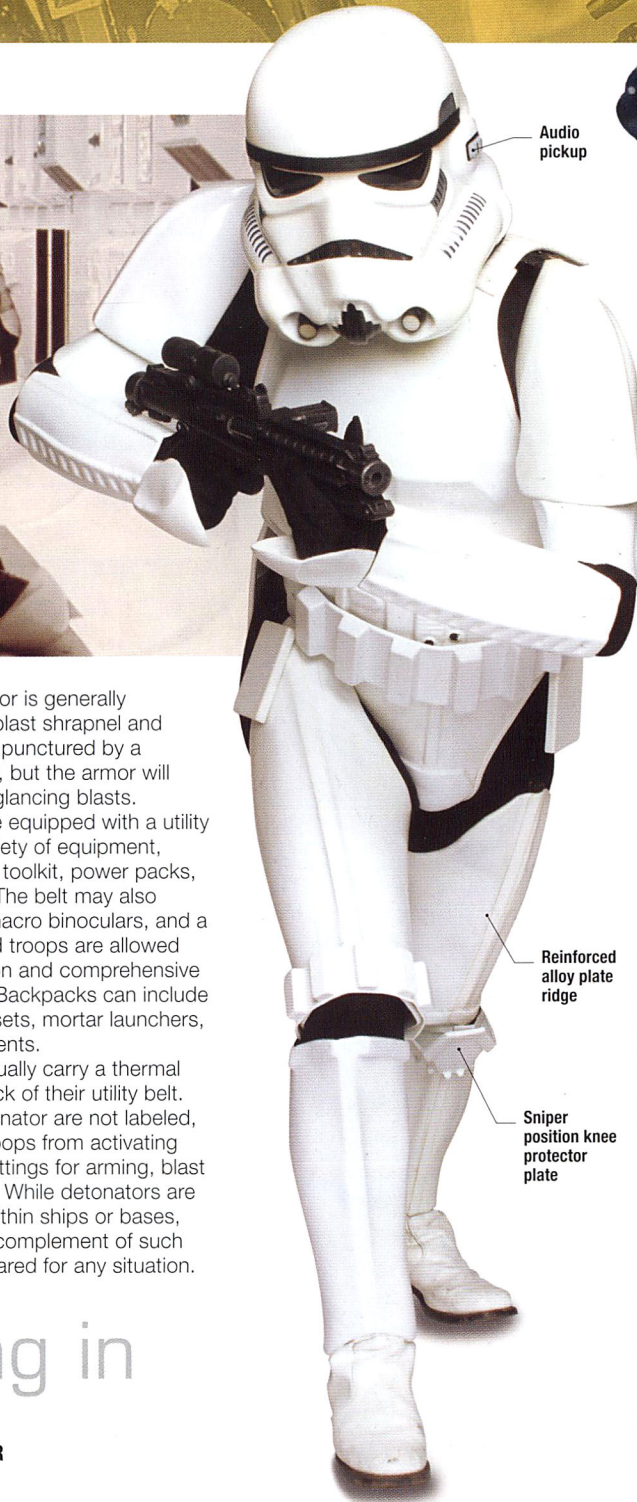 Audio
pickup
or is generally
blast shrapnel and
punctured by a
, but the armor will
glancing blasts.
e equipped with a utility
ety of equipment,
toolkit, power packs,
The belt may also
acro binoculars, and a
d troops are allowed
on and comprehensive
Backpacks can include
sets, mortar launchers,
ents.
ually carry a thermal
ck of their utility belt.
nator are not labeled,
oops from activating
ttings for arming, blast
While detonators are
thin ships or bases,
complement of such
ared for any situation.
Reinforced
alloy plate
ridge
Sniper
position knee
protector
plate
g in
R